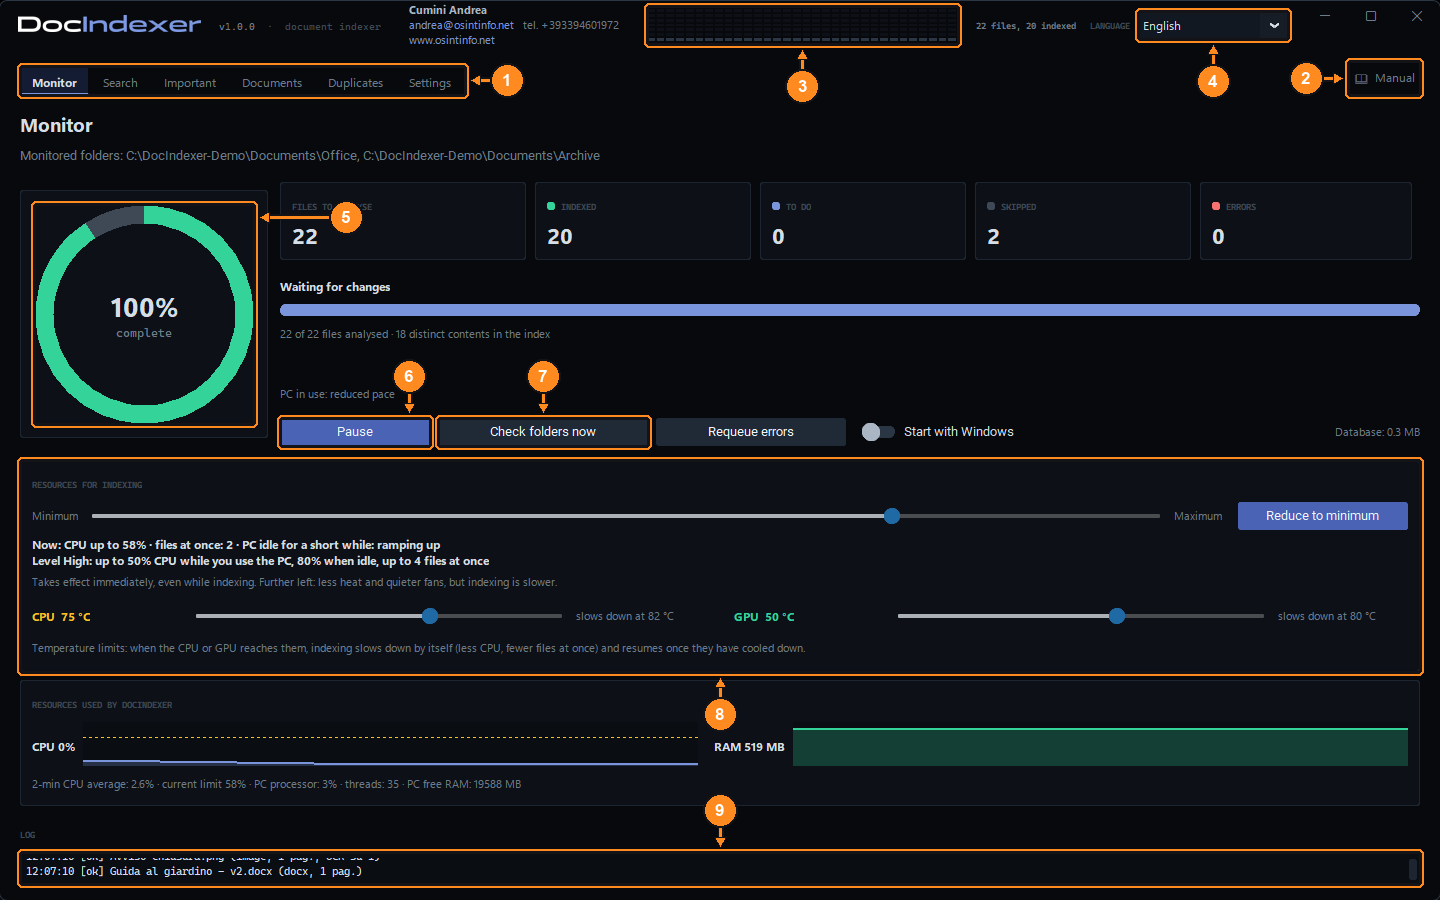 DocIndexer v1.0.0 · document indexer
Cumini Andrea
andrea@osintinfo.net tel. +393394601972
www.osintinfo.net
22 files, 20 indexed LANGUAGE English
3
4
Monitor Search Important Documents Duplicates Settings
1
2
Manual
Monitor
Monitored folders: C:\DocIndexer-Demo\Documents\Office, C:\DocIndexer-Demo\Documents\Archive
5
FILES TO
22
INDEXED
20
TO DO
0
SKIPPED
2
ERRORS
0
100%
complete
Waiting for changes
22 of 22 files analysed · 18 distinct contents in the index
6
7
PC in use: reduced pace
Pause Check folders now Requeue errors Start with Windows Database: 0.3 MB
RESOURCES FOR INDEXING
Minimum Maximum Reduce to minimum
Now: CPU up to 58% · files at once: 2 · PC idle for a short while: ramping up
Level High: up to 50% CPU while you use the PC, 80% when idle, up to 4 files at once
Takes effect immediately, even while indexing. Further left: less heat and quieter fans, but indexing is slower.
CPU 75 °C slows down at 82 °C GPU 50 °C slows down at 80 °C
Temperature limits: when the CPU or GPU reaches them, indexing slows down by itself (less CPU, fewer files at once) and resumes once they have cooled down.
8
RESOURCES USED BY DOCINDEXER
CPU 0% RAM 519 MB
2-min CPU average: 2.6% · current limit 58% · PC processor: 3% · threads: 35 · PC free RAM: 19588 MB
9
LOG
12:07:10 [ok] Guida al giardino – v2.docx (docx, 1 pag.)